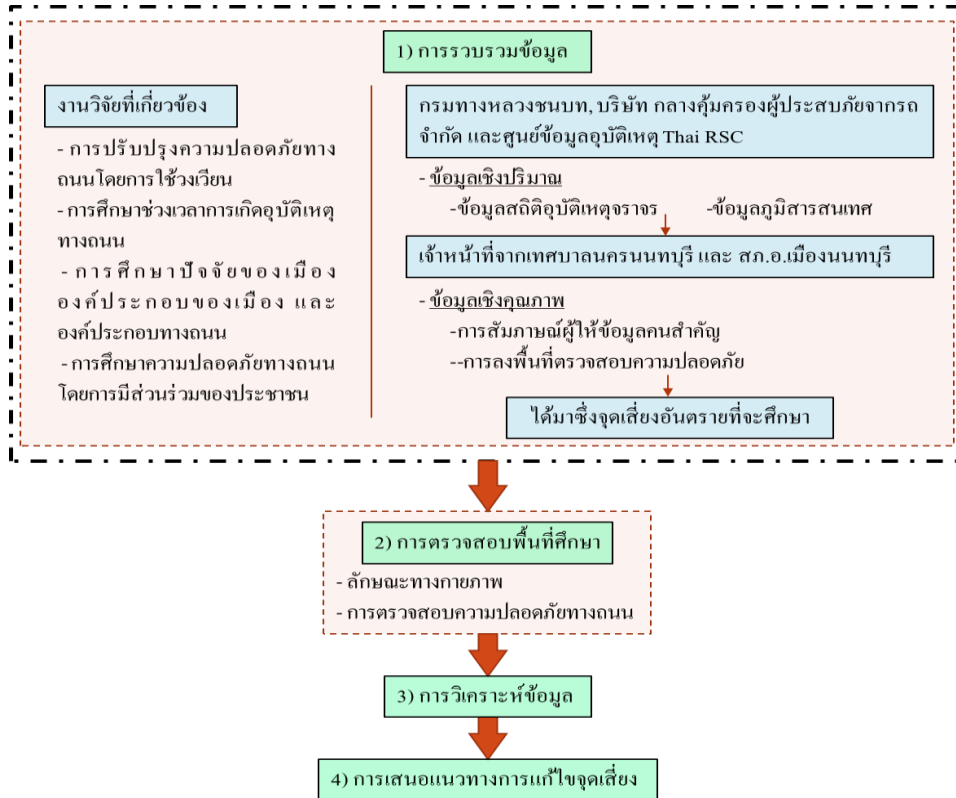 1) การรวบรวมข้อมูล
งานวิจัยที่เกี่ยวข้อง
- การปรับปรุงความปลอดภัยทาง
ถนนโดยการใช้วงเวียน
-การศึกษาช่วงเวลาการเกิดอุบัติเหตุ
ทางถนน
- การศึกษาปัจจัยของเมือง
องค์ประกอบของเมือง และ
องค์ประกอบทางถนน
-การศึกษาความปลอดภัยทางถนน
โดยการมีส่วนร่วมของประชาชน
กรมทางหลวงชนบท, บริษัท กลางคุ้มครองผู้ประสบภัยจากรถ
จำกัด และศูนย์ข้อมูลอุบัติเหตุ Thai RSC
- ข้อมูลเชิงปริมาณ
-ข้อมูลสถิติอุบัติเหตุจราจร -ข้อมูลภูมิสารสนเทศ
เจ้าหน้าที่จากเทศบาลนครนนทบุรี และ สภ.อ.เมืองนนทบุรี
- ข้อมูลเชิงคุณภาพ
-การสัมภาษณ์ผู้ให้ข้อมูลคนสำคัญ
--การลงพื้นที่ตรวจสอบความปลอดภัย
ได้มาซึ่งจุดเสี่ยงอันตรายที่จะศึกษา
2) การตรวจสอบพื้นที่ศึกษา
- ลักษณะทางกายภาพ
- การตรวจสอบความปลอดภัยทางถนน
3) การวิเคราะห์ข้อมูล
4) การเสนอแนวทางการแก้ไขจุดเสี่ยง